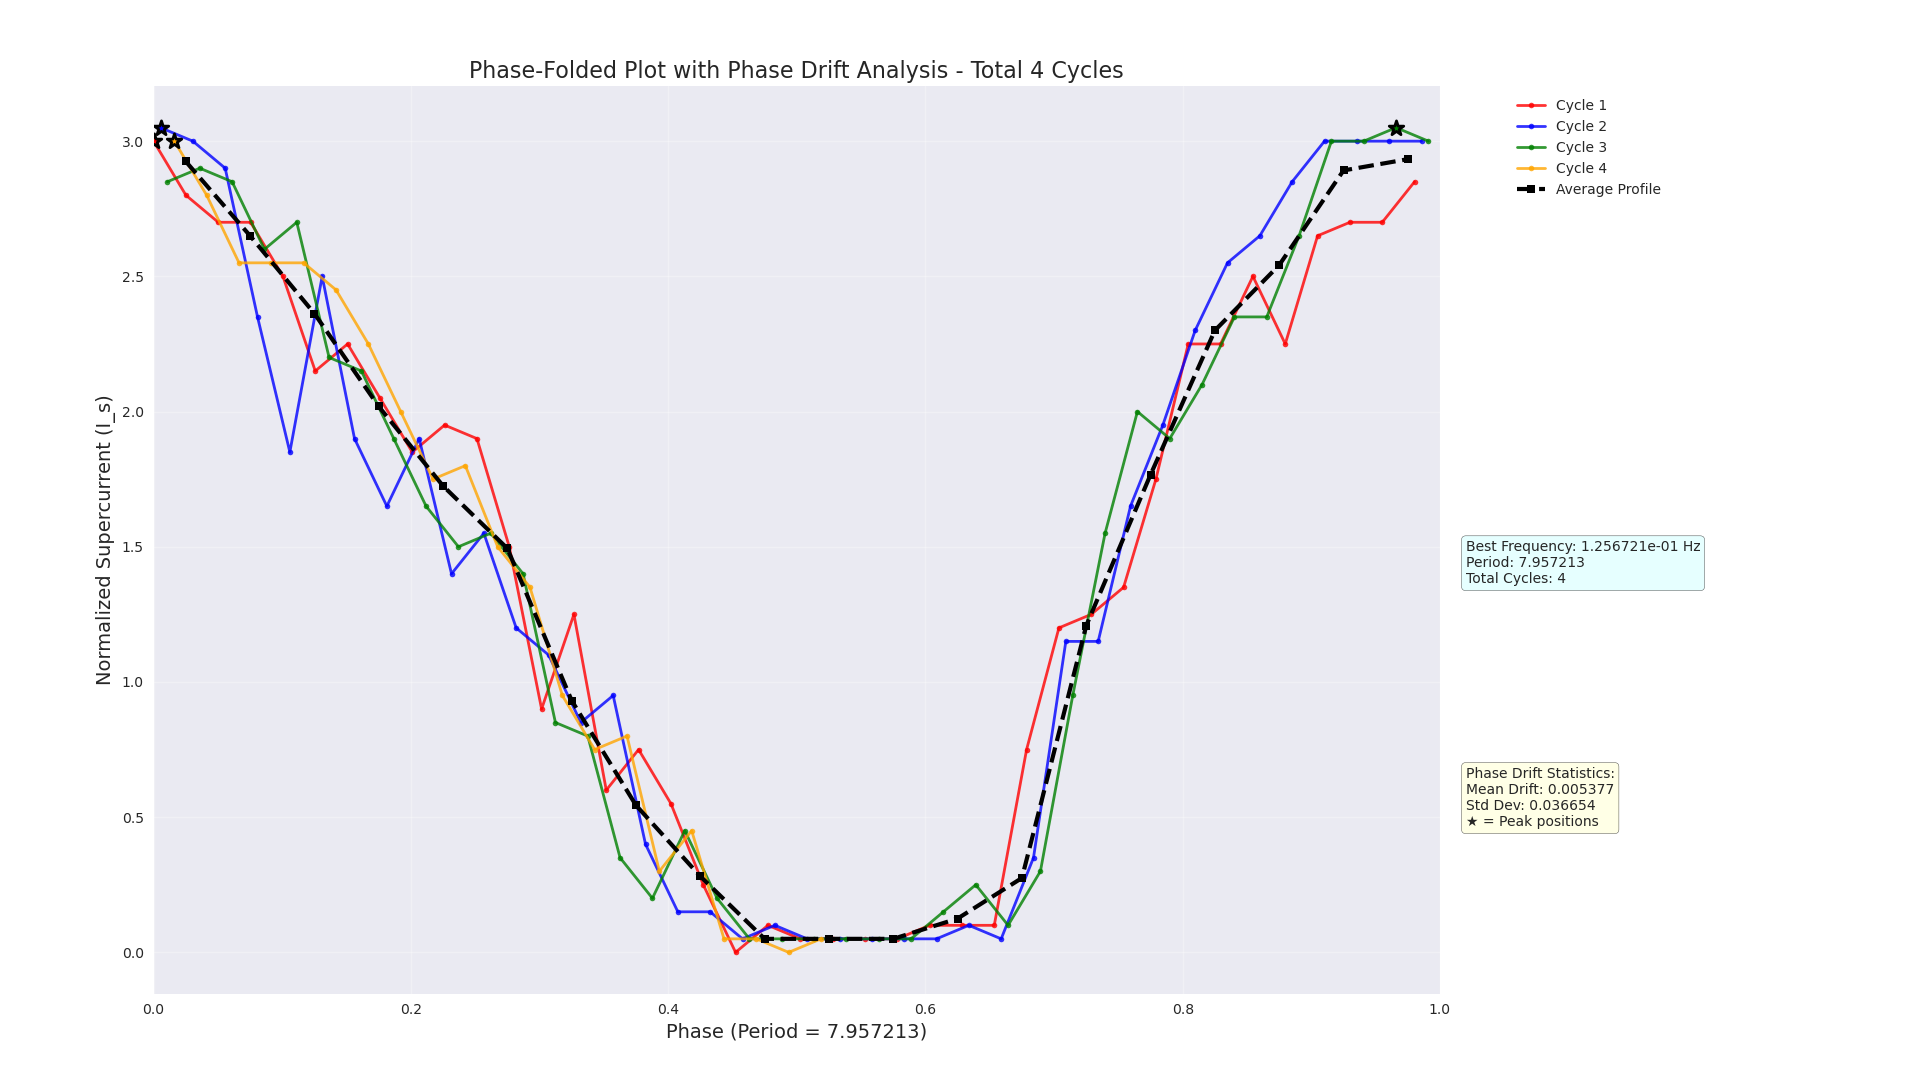 Phase-Folded Plot with Phase Drift Analysis - Total 4 Cycles
Cycle 1
Cycle 2
Cycle 3
Cycle 4
Average Profile
Normalized Supercurrent (I_s)
3.0
2.5
2.0
1.5
1.0
0.5
0.0
0.0
0.2
0.4
0.6
0.8
1.0
Phase (Period = 7.957213)
Best Frequency: 1.256721e-01 Hz
Period: 7.957213
Total Cycles: 4
Phase Drift Statistics:
Mean Drift: 0.005377
Std Dev: 0.036654
★ = Peak positions